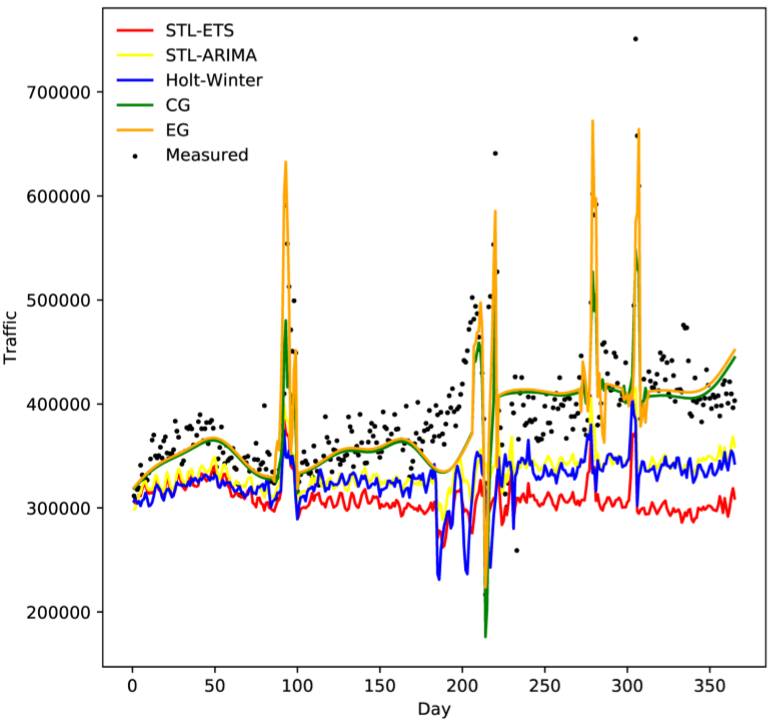 STL-ETS
STL-ARIMA
Holt-Winter
CG
EG
Measured
700000
600000
500000
400000
300000
200000
Traffic
0 50 100 150 200 250 300 350
Day